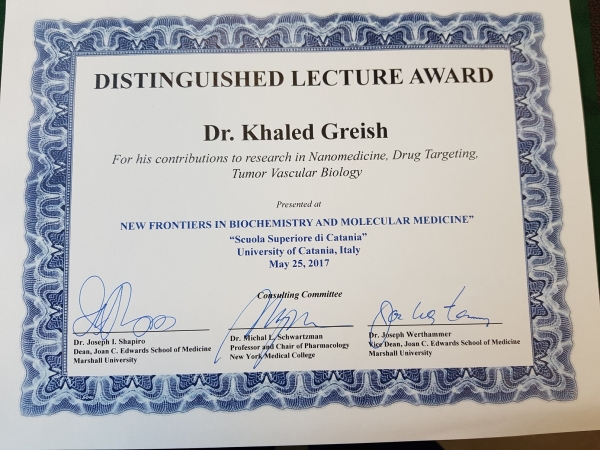 DISTINGUISHED LECTURE AWARD
Dr. Khaled Greish
For his contributions to research in Nanomedicine, Drug Targeting,
Tumor Vascular Biology
Presented at
NEW FRONTIERS IN BIOCHEMISTRY AND MOLECULAR MEDICINE”
“Scuola Superiore di Catania”
University of Catania, Italy
May 25, 2017
Consulting Committee
Dr. Joseph I. Shapiro
Dean, Joan C. Edwards School of Medicine
Marshall University
Dr. Michal L. Schwartzman
Professor and Chair of Pharmacology
New York Medical College
Dr. Joseph Werthammer
Vice Dean, Joan C. Edwards School of Medicine
Marshall University